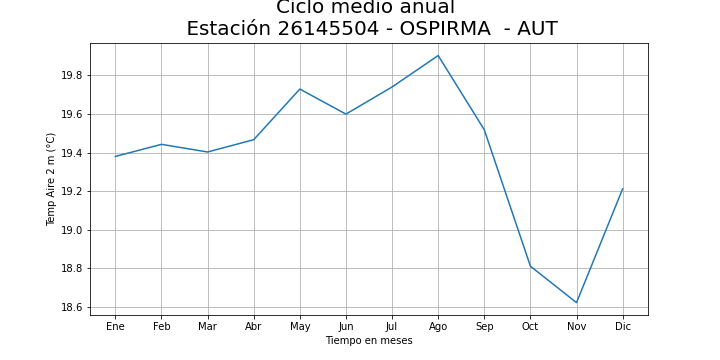 Ciclo medio anual
Estación 26145504 - OSPIRMA - AUT
Temp Aire 2 m (°C)
19.8
19.6
19.4
19.2
19.0
18.8
18.6
Ene Feb Mar Abr May Jun Jul Ago Sep Oct Nov Dic
Tiempo en meses